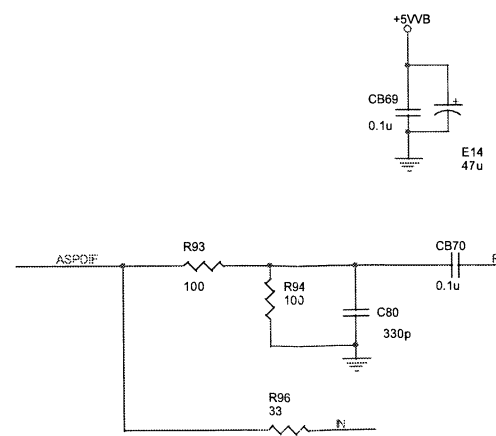 +5VVB
CB69
0.1u
E14
47u
ASPDIF
R93
100
R94
100
C80
330p
CB70
0.1u
R96
33
IN